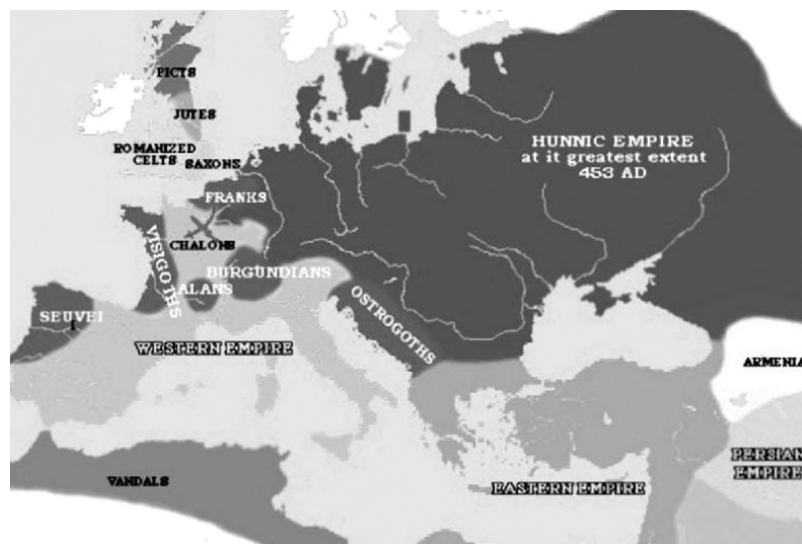 PICTS
JUTES
ROMANIZED
CELTS
SAXONS
HUNNIC EMPIRE
at it greatest extent
453 AD
FRANKS
CHALONS
VISIGOTHS
BURGUNDIANS
ALANS
OSTROGOTHS
SEUVEI
WESTERN EMPIRE
ARMENIA
PERSIAN
EMPIRE
VANDALS
EASTERN EMPIRE